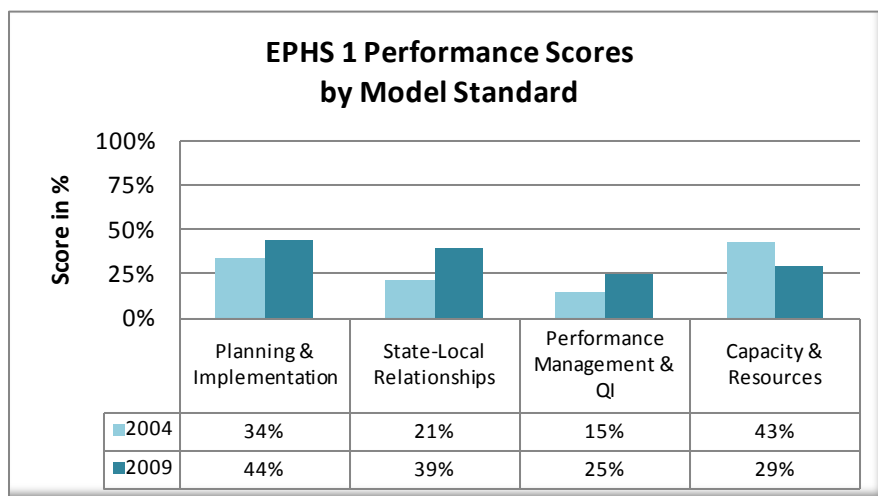 EPHS 1 Performance Scores
by Model Standard
100%
75%
50%
25%
0%
Score in %
Planning &
Implementation
State-Local
Relationships
Performance
Management &
QI
Capacity &
Resources
2004 34% 21% 15% 43%
2009 44% 39% 25% 29%